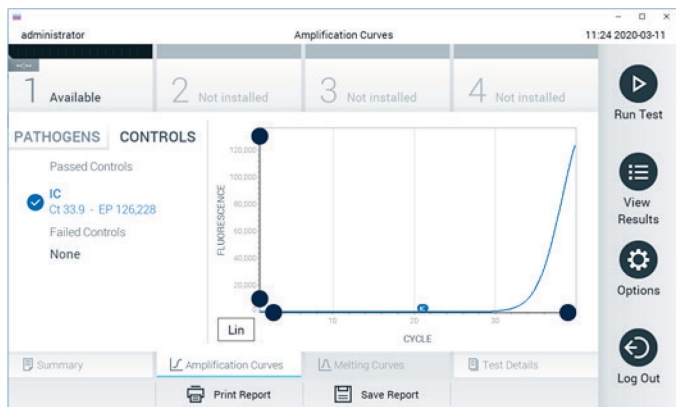 administrator
Amplification Curves
11:24 2020-03-11
--:--
1 Available
2 Not installed
3 Not installed
4 Not installed
Run Test
PATHOGENS
CONTROLS
Passed Controls
IC
Ct 33.9 - EP 126,228
Failed Controls
None
FLUORESCENCE
120,000
100,000
80,000
60,000
40,000
20,000
0
IC
10
20
30
CYCLE
Lin
View
Results
Options
Log Out
Summary
Amplification Curves
Melting Curves
Test Details
Print Report
Save Report